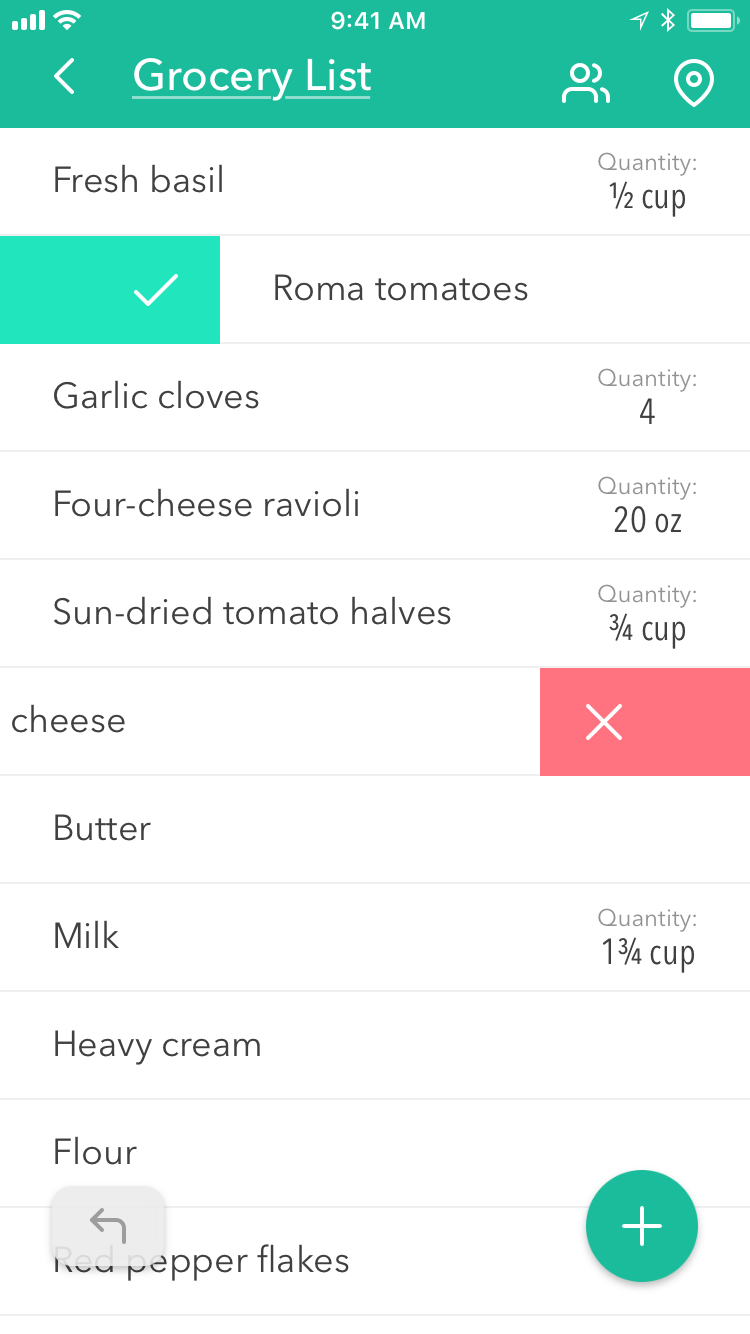 9:41 AM
Grocery List
Fresh basil
Quantity:
½ cup
Roma tomatoes
Garlic cloves
Quantity:
4
Four-cheese ravioli
Quantity:
20 oz
Sun-dried tomato halves
Quantity:
¾ cup
cheese
Butter
Milk
Quantity:
1¾ cup
Heavy cream
Flour
Red pepper flakes